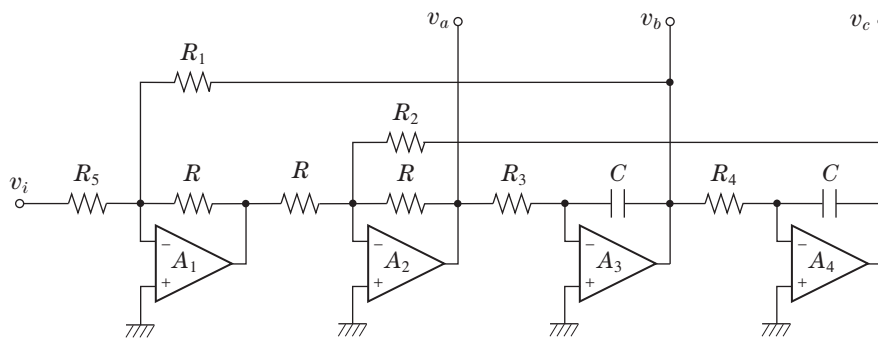 v_a v_b v_c
R_1
R_2
v_i R_5 R R R R_3 C R_4 C
− − − −
A_1 A_2 A_3 A_4
+ + + +